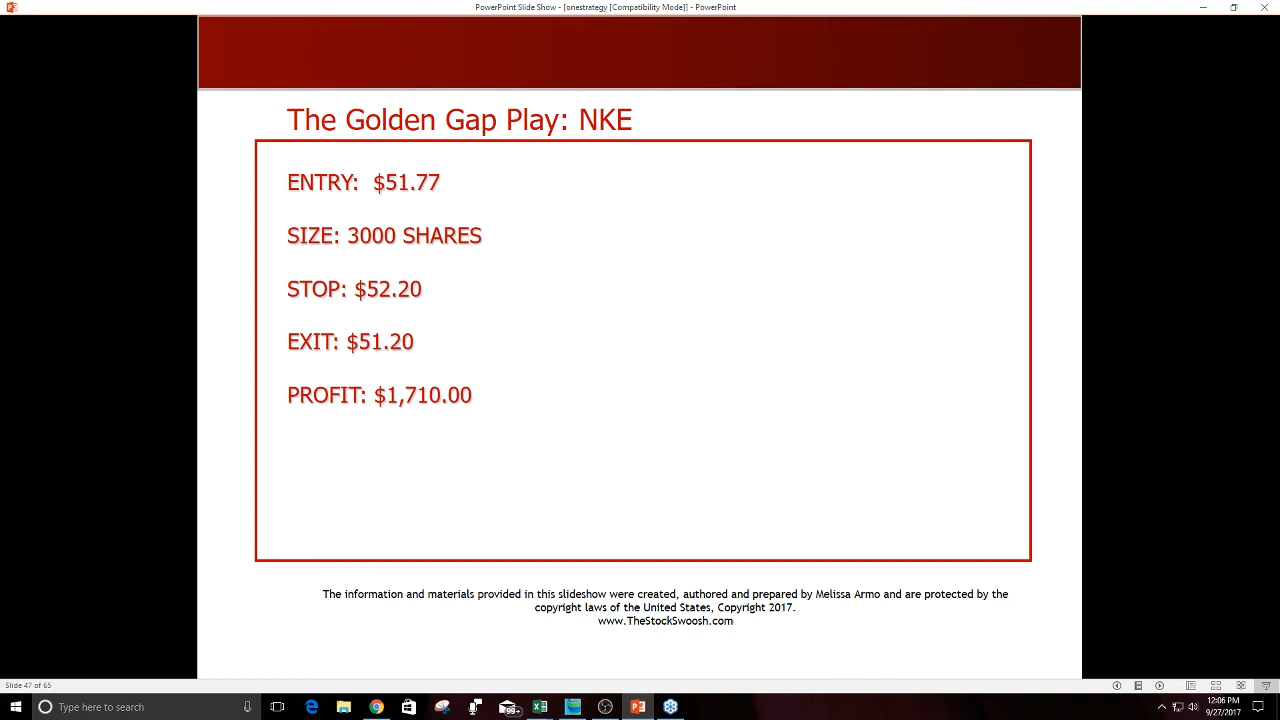 PowerPoint Slide Show - [onestrategy [Compatibility Mode]] - PowerPoint
The Golden Gap Play: NKE
ENTRY:  $51.77
SIZE: 3000 SHARES
STOP: $52.20
EXIT: $51.20
PROFIT: $1,710.00
The information and materials provided in this slideshow were created, authored and prepared by Melissa Armo and are protected by the
copyright laws of the United States, Copyright 2017.
www.TheStockSwoosh.com
Slide 47 of 65
Type here to search
99+
12:06 PM
9/27/2017